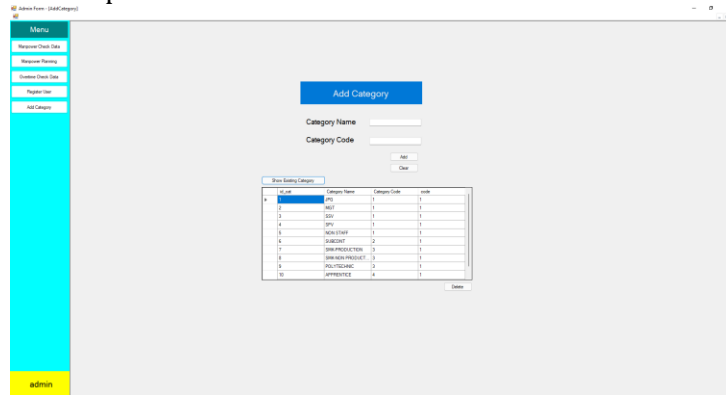 Admin Form - [AddCategory]
Menu
Manpower Check Data
Manpower Planning
Overtime Check Data
Register User
Add Category
Add Category
Category Name
Category Code
Add
Clear
Show Existing Category
id_cat Category Name Category Code code
1 JPG 1 1
2 MGT 1 1
3 SSV 1 1
4 SPV 1 1
5 NON STAFF 1 1
6 SUBCONT 2 1
7 SMK-PRODUCTION 3 1
8 SMK-NON PRODUCT... 3 1
9 POLYTECHNIC 3 1
10 APPRENTICE 4 1
Delete
admin